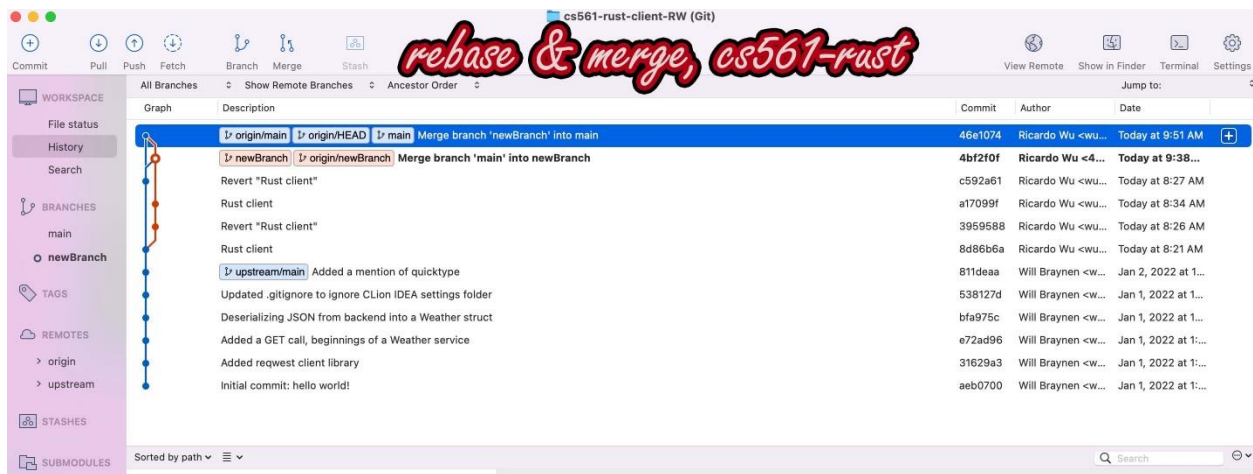 cs561-rust-client-RW (Git)
rebase & merge, cs561-rust
Commit Pull Push Fetch Branch Merge Stash View Remote Show in Finder Terminal Settings
WORKSPACE
File status
History
Search
BRANCHES
main
newBranch
TAGS
REMOTES
origin
upstream
STASHES
SUBMODULES
All Branches Show Remote Branches Ancestor Order Jump to:
Graph Description Commit Author Date
origin/main origin/HEAD main Merge branch 'newBranch' into main 46e1074 Ricardo Wu <wu... Today at 9:51 AM
newBranch origin/newBranch Merge branch 'main' into newBranch 4bf2f0f Ricardo Wu <4... Today at 9:38...
Revert "Rust client" c592a61 Ricardo Wu <wu... Today at 8:27 AM
Rust client a17099f Ricardo Wu <wu... Today at 8:34 AM
Revert "Rust client" 3959588 Ricardo Wu <wu... Today at 8:26 AM
Rust client 8d86b6a Ricardo Wu <wu... Today at 8:21 AM
upstream/main Added a mention of quicktype 811deaa Will Braynen <w... Jan 2, 2022 at 1...
Updated .gitignore to ignore CLion IDEA settings folder 538127d Will Braynen <w... Jan 1, 2022 at 1...
Deserializing JSON from backend into a Weather struct bfa975c Will Braynen <w... Jan 1, 2022 at 1...
Added a GET call, beginnings of a Weather service e72ad96 Will Braynen <w... Jan 1, 2022 at 1:...
Added reqwest client library 31629a3 Will Braynen <w... Jan 1, 2022 at 1:...
Initial commit: hello world! aeb0700 Will Braynen <w... Jan 1, 2022 at 1:...
Sorted by path Search